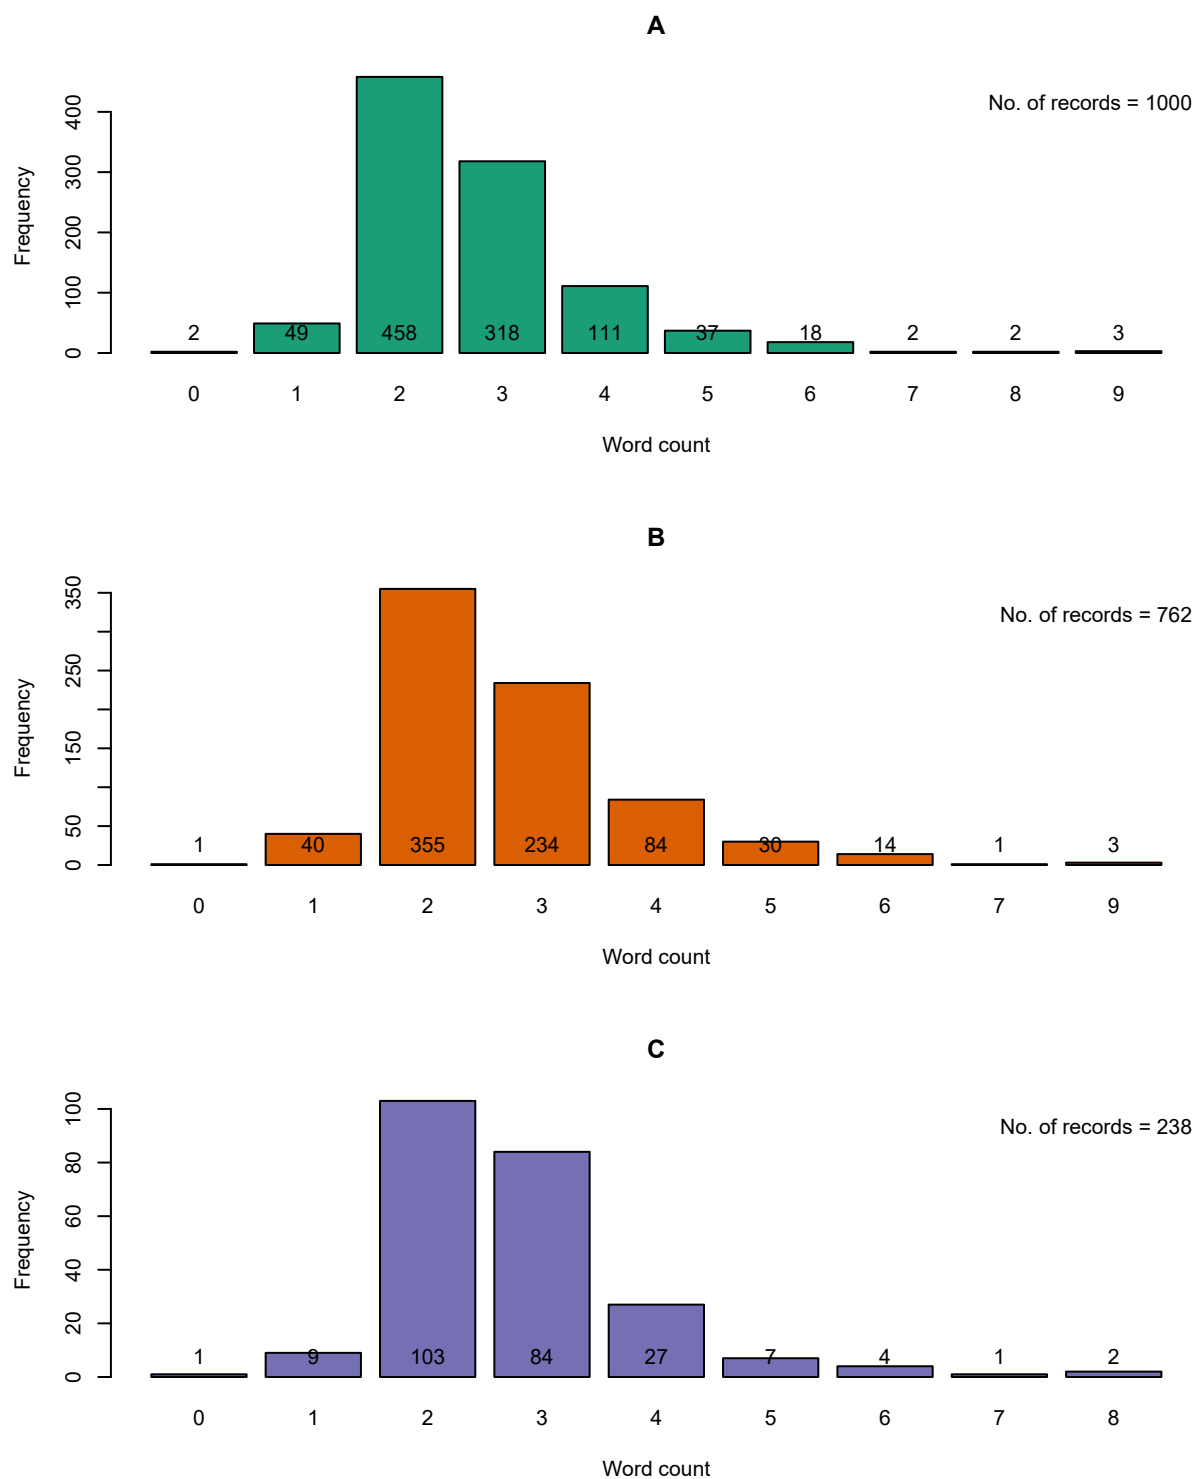 A
No. of records = 1000
Frequency
400
300
200
100
0
2 49 458 318 111 37 18 2 2 3
0 1 2 3 4 5 6 7 8 9
Word count
B
No. of records = 762
Frequency
350
250
150
50
0
1 40 355 234 84 30 14 1 3
0 1 2 3 4 5 6 7 9
Word count
C
No. of records = 238
Frequency
100
80
60
40
20
0
1 9 103 84 27 7 4 1 2
0 1 2 3 4 5 6 7 8
Word count